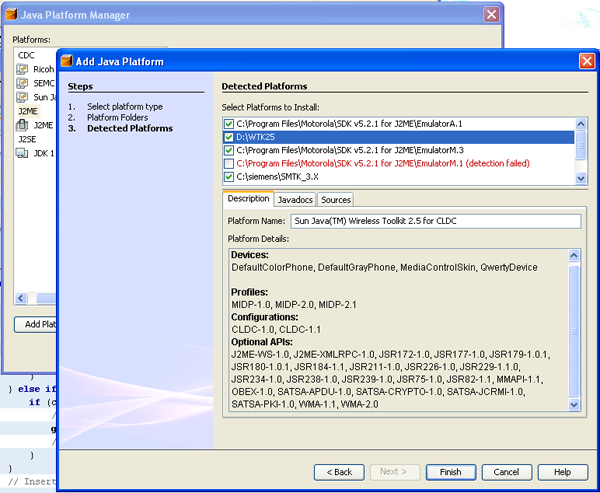 Java Platform Manager
Platforms:
CDC
Ricoh
SEMC
Sun Ja
J2ME
J2ME
J2SE
JDK 1
Add Plat
} else if
if (c
//
g
//
}
}
// Insert
Add Java Platform
Steps
1. Select platform type
2. Platform Folders
3. Detected Platforms
Detected Platforms
Select Platforms to Install:
C:\Program Files\Motorola\SDK v5.2.1 for J2ME\EmulatorA.1
D:\WTK25
C:\Program Files\Motorola\SDK v5.2.1 for J2ME\EmulatorM.3
C:\Program Files\Motorola\SDK v5.2.1 for J2ME\EmulatorM.1 (detection failed)
C:\siemens\SMTK_3.X
Description Javadocs Sources
Platform Name: Sun Java(TM) Wireless Toolkit 2.5 for CLDC
Platform Details:
Devices:
DefaultColorPhone, DefaultGrayPhone, MediaControlSkin, QwertyDevice
Profiles:
MIDP-1.0, MIDP-2.0, MIDP-2.1
Configurations:
CLDC-1.0, CLDC-1.1
Optional APIs:
J2ME-WS-1.0, J2ME-XMLRPC-1.0, JSR172-1.0, JSR177-1.0, JSR179-1.0.1,
JSR180-1.0.1, JSR184-1.1, JSR211-1.0, JSR226-1.0, JSR229-1.1.0,
JSR234-1.0, JSR238-1.0, JSR239-1.0, JSR75-1.0, JSR82-1.1, MMAPI-1.1,
OBEX-1.0, SATSA-APDU-1.0, SATSA-CRYPTO-1.0, SATSA-JCRMI-1.0,
SATSA-PKI-1.0, WMA-1.1, WMA-2.0
< Back Next > Finish Cancel Help